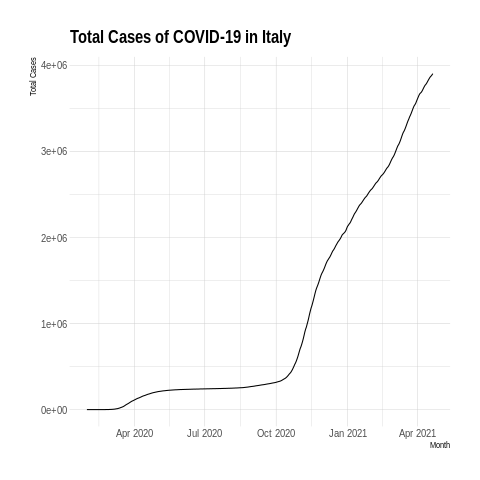 Total Cases of COVID-19 in Italy
Total Cases
4e+06
3e+06
2e+06
1e+06
0e+00
Apr 2020 Jul 2020 Oct 2020 Jan 2021 Apr 2021
Month